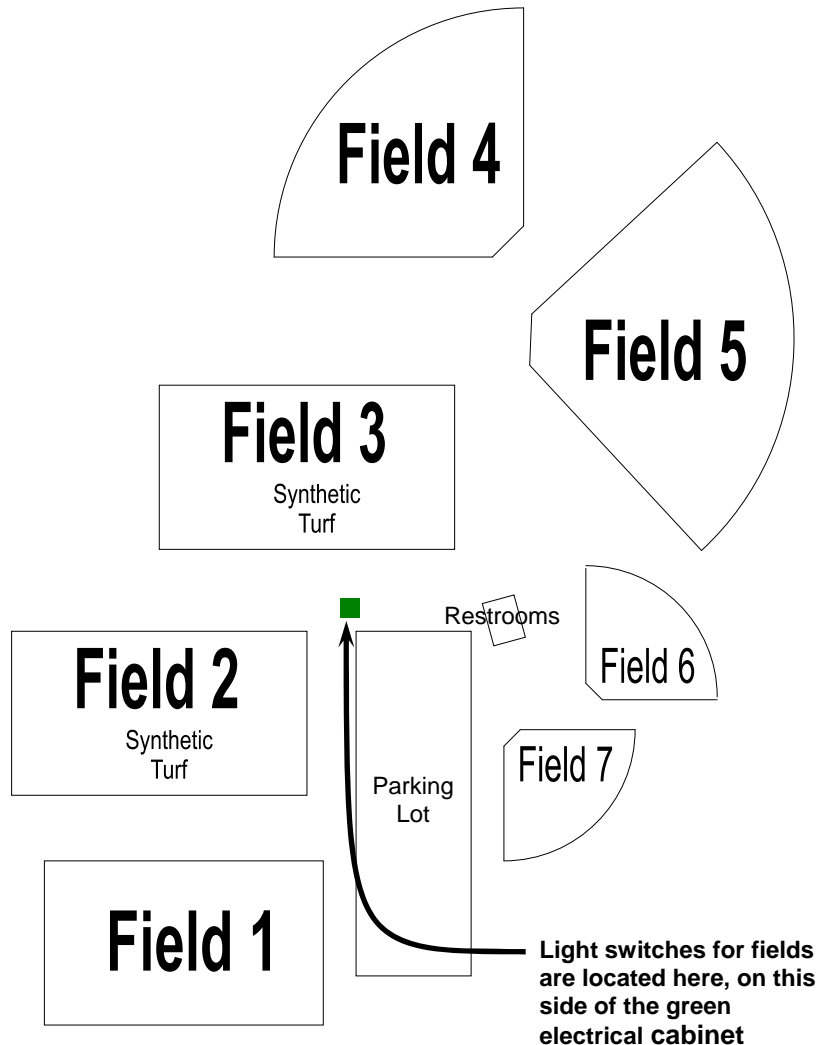 Field 4
Field 5
Field 3
Synthetic
Turf
Restrooms
Field 2
Synthetic
Turf
Field 6
Field 7
Parking
Lot
Field 1
Light switches for fields
are located here, on this
side of the green
electrical cabinet